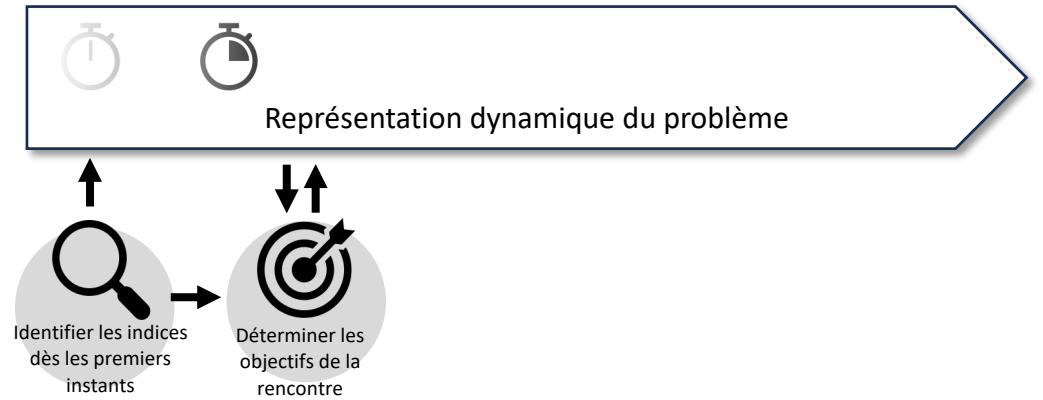 Représentation dynamique du problème
Identifier les indices
dès les premiers
instants
Déterminer les
objectifs de la
rencontre